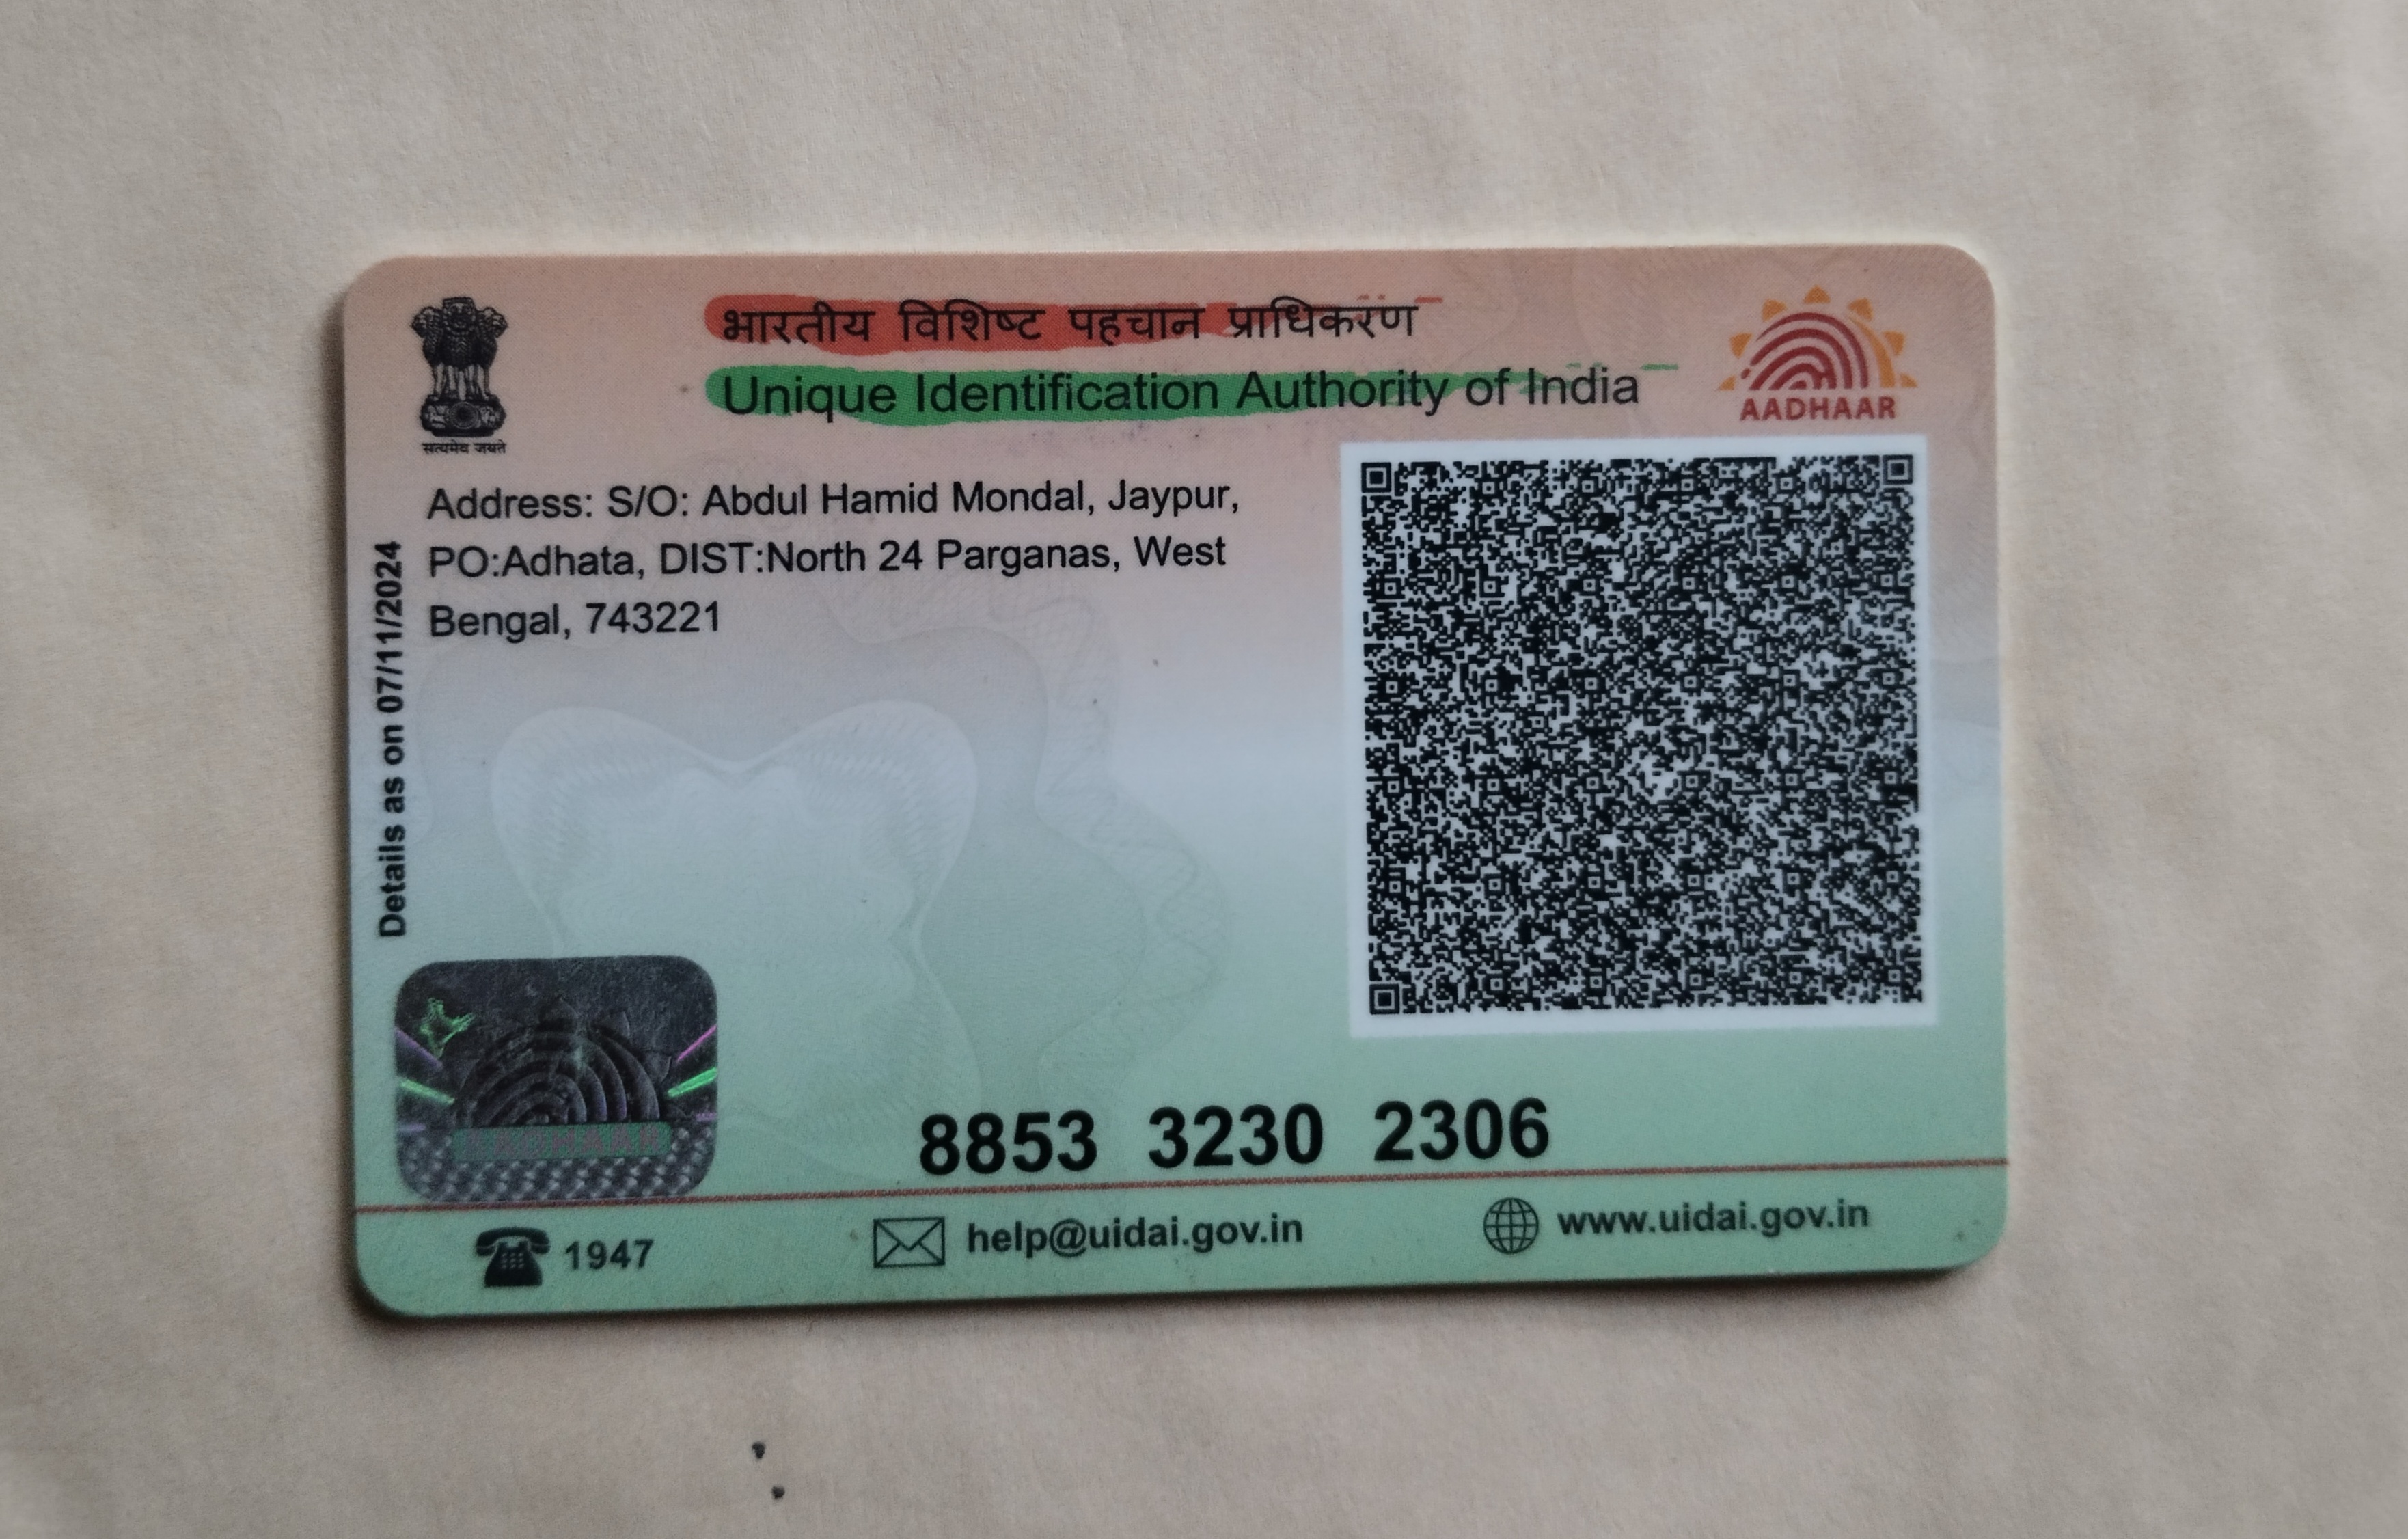 भारतीय विशिष्ट पहचान प्राधिकरण
Unique Identification Authority of India
सत्यमेव जयते
AADHAAR
Address: S/O: Abdul Hamid Mondal, Jaypur,
PO:Adhata, DIST:North 24 Parganas, West
Bengal, 743221
Details as on 07/11/2024
AADHAAR
8853 3230 2306
1947
help@uidai.gov.in
www.uidai.gov.in